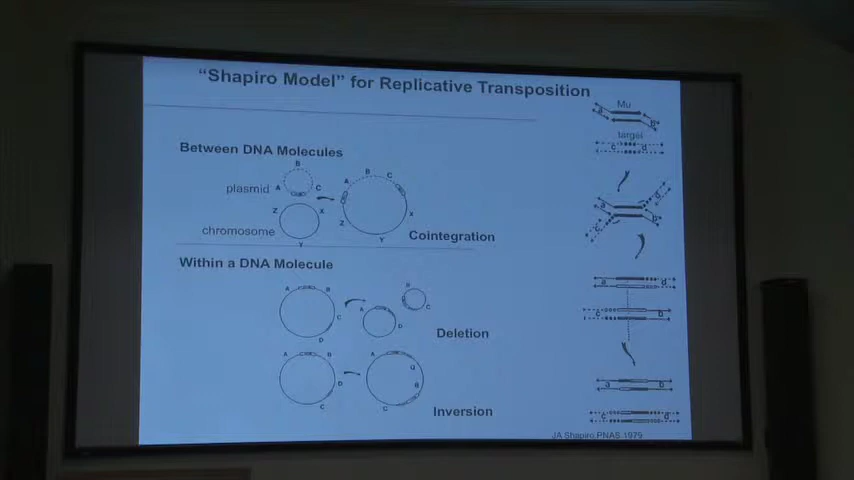 “Shapiro Model” for Replicative Transposition
Mu
a
b
target
c d
Between DNA Molecules
B
plasmid A C
A B C
Z X
chromosome
Y
Z X
Y
Cointegration
a d
c b
Within a DNA Molecule
A B
C
D
A D
B
C
Deletion
a d
c b
A B
D
C
A
B
C
Inversion
a b
c d
JA Shapiro PNAS 1979